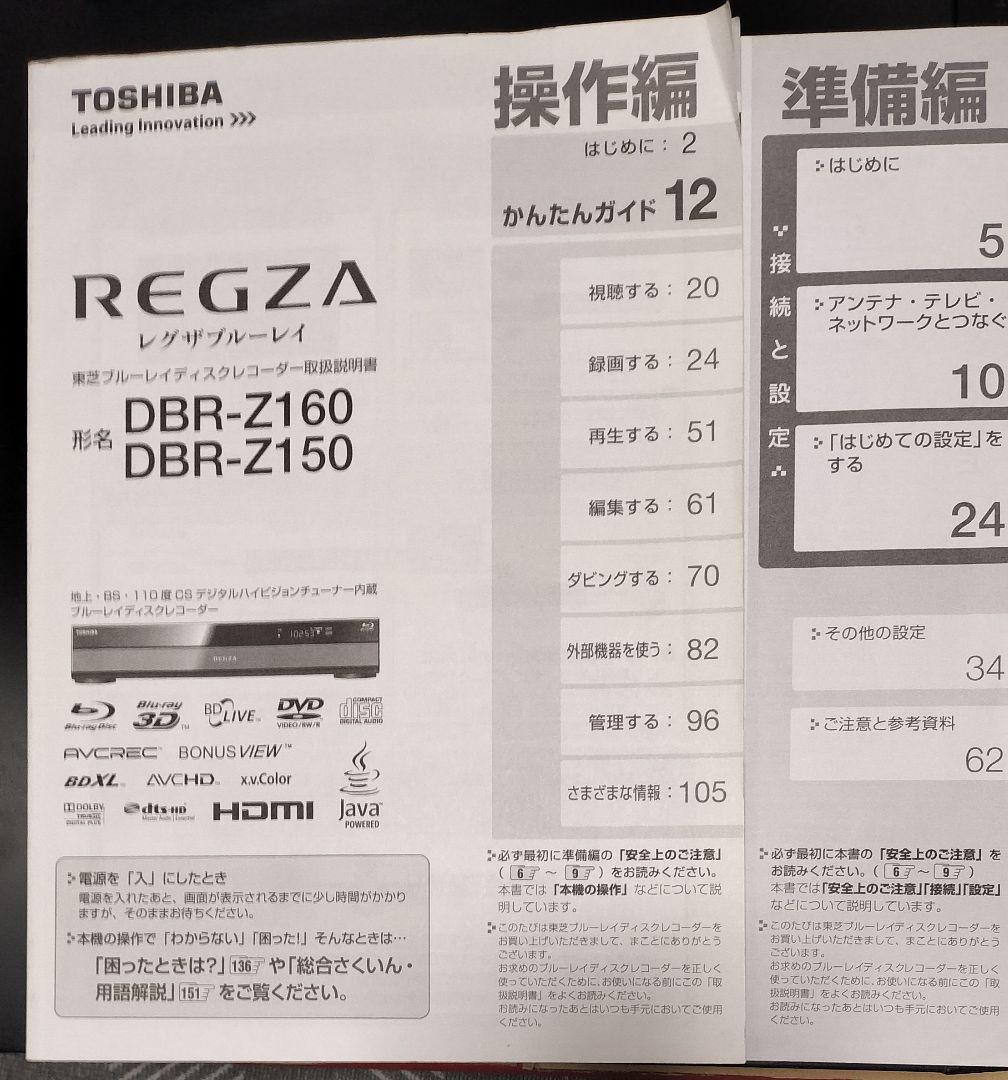 TOSHIBA
Leading Innovation >>>
REGZA
レグザブルーレイ
東芝ブルーレイディスクレコーダー取扱説明書
形名 DBR-Z160
DBR-Z150
地上・BS・110度CSデジタルハイビジョンチューナー内蔵
ブルーレイディスクレコーダー
TOSHIBA
REGZA
Blu-ray Disc
Blu-ray 3D™
BD LIVE™
DVD VIDEO/RW/R
COMPACT disc DIGITAL AUDIO
AVCREC™ BONUSVIEW™
BDXL™ AVCHD™ x.v.Color
DOLBY TRUEHD DIGITAL PLUS
dts-HD Master Audio | Essential
HDMI
Java POWERED
電源を「入」にしたとき
電源を入れたあと、画面が表示されるまでに少し時間がかかり
ますが、そのままお待ちください。
本機の操作で「わからない」「困った!」そんなときは…
「困ったときは?」136 や「総合さくいん・
用語解説」151 をご覧ください。
操作編
はじめに： 2
かんたんガイド 12
視聴する： 20
録画する： 24
再生する： 51
編集する： 61
ダビングする： 70
外部機器を使う： 82
管理する： 96
さまざまな情報： 105
必ず最初に準備編の「安全上のご注意」
（ 6 ～ 9 ）をお読みください。
本書では「本機の操作」などについて説
明しています。
このたびは東芝ブルーレイディスクレコーダーを
お買い上げいただきまして、まことにありがとう
ございます。
お求めのブルーレイディスクレコーダーを正しく
使っていただくために、お使いになる前にこの「取
扱説明書」をよくお読みください。
お読みになったあとはいつも手元においてご使用
ください。
準備編
接続と設定
はじめに
5
アンテナ・テレビ・
ネットワークとつなぐ
10
「はじめての設定」を
する
24
その他の設定
34
ご注意と参考資料
62
必ず最初に本書の「安全上のご注意」を
お読みください。（ 6 ～ 9 ）
本書では「安全上のご注意」「接続」「設定」
などについて説明しています。
このたびは東芝ブルーレイディスクレコーダーを
お買い上げいただきまして、まことにありがとう
ございます。
お求めのブルーレイディスクレコーダーを正しく
使っていただくために、お使いになる前にこの「取
扱説明書」をよくお読みください。
お読みになったあとはいつも手元においてご使用
ください。